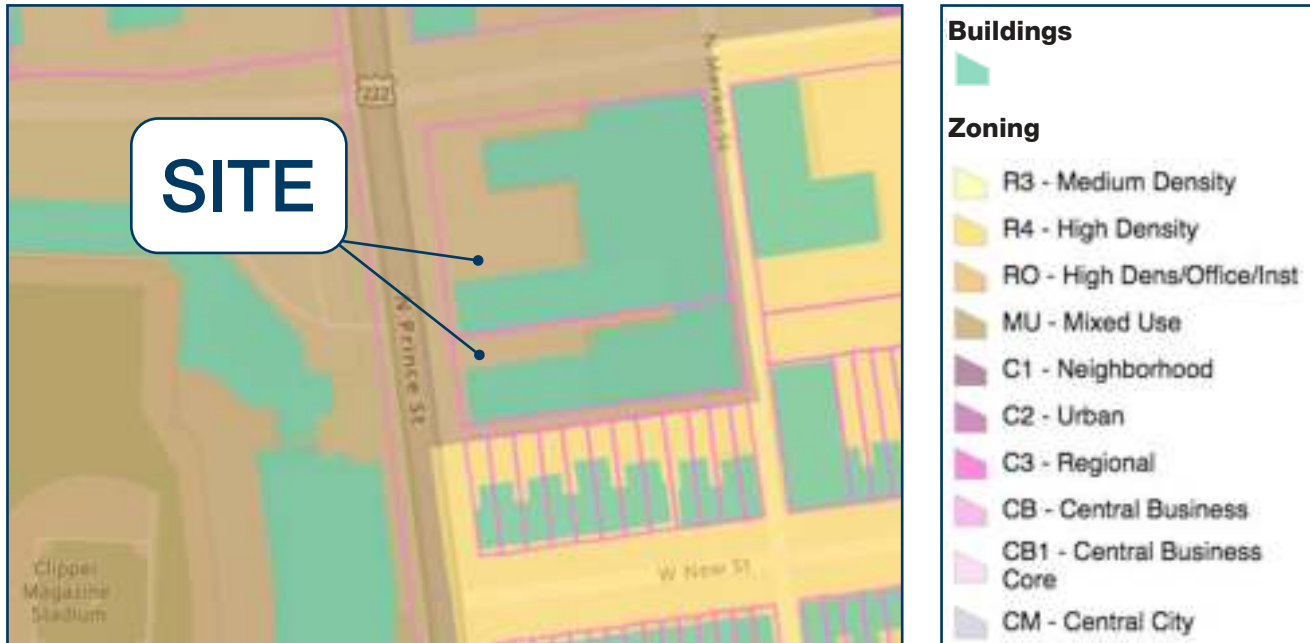 222
N Market St
SITE
N Prince St
Clipper
Magazine
Stadium
W New St
Buildings
Zoning
R3 - Medium Density
R4 - High Density
RO - High Dens/Office/Inst
MU - Mixed Use
C1 - Neighborhood
C2 - Urban
C3 - Regional
CB - Central Business
CB1 - Central Business
Core
CM - Central City